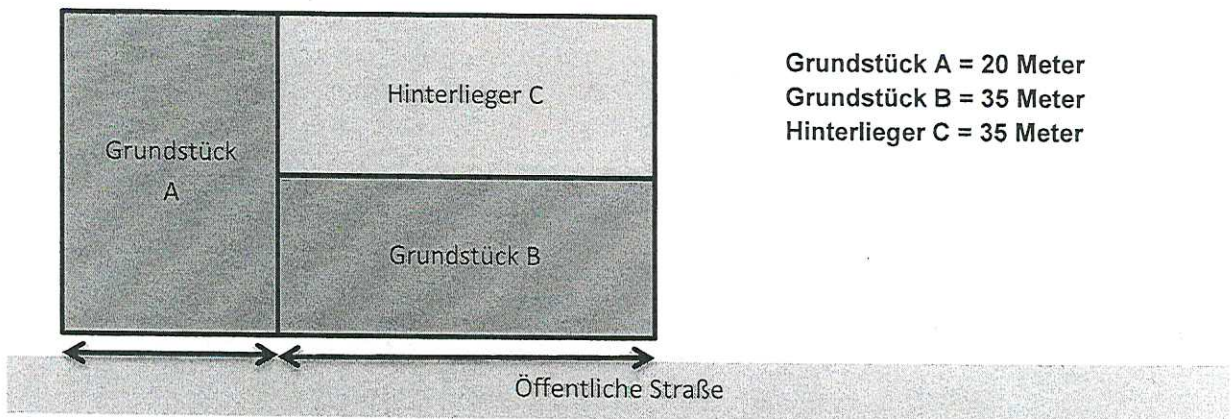 Grundstück A = 20 Meter
Grundstück B = 35 Meter
Hinterlieger C = 35 Meter
Hinterlieger C
Grundstück
A
Grundstück B
Öffentliche Straße